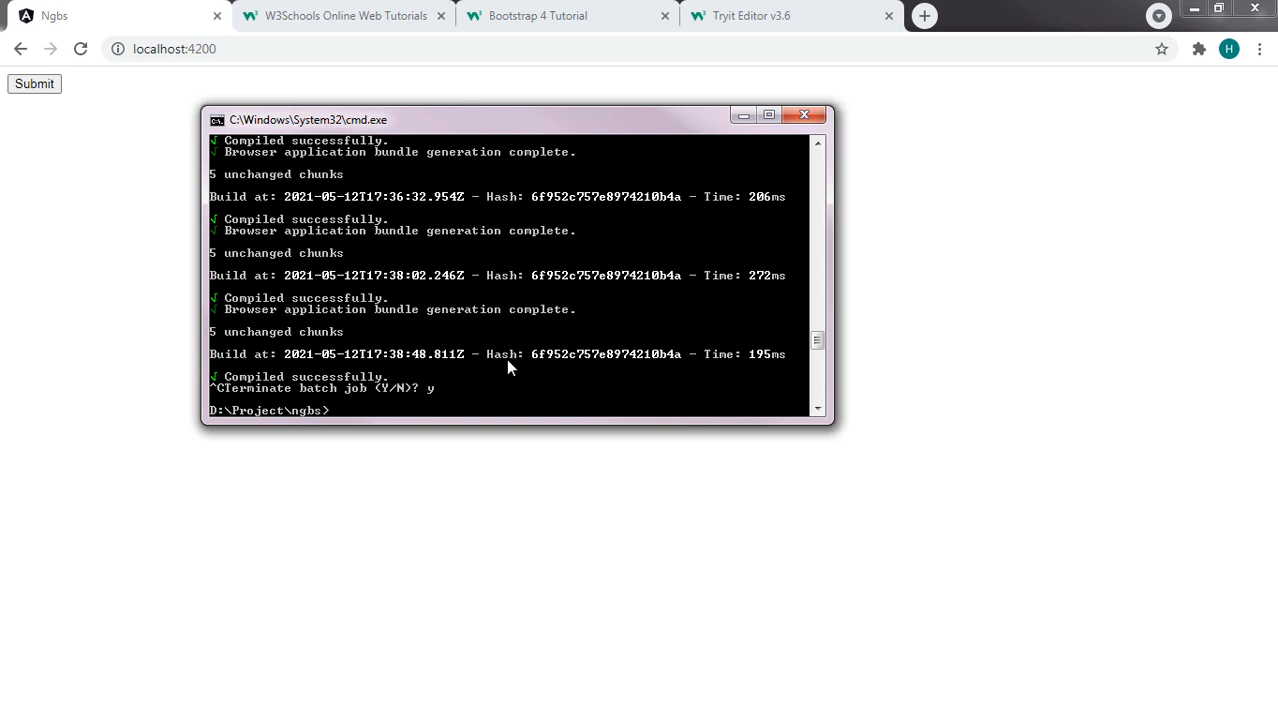 Ngbs
W3Schools Online Web Tutorials
Bootstrap 4 Tutorial
Tryit Editor v3.6
localhost:4200
H
Submit
C:\Windows\System32\cmd.exe
√ Compiled successfully.
√ Browser application bundle generation complete.
5 unchanged chunks
Build at: 2021-05-12T17:36:32.954Z - Hash: 6f952c757e8974210b4a - Time: 206ms
√ Compiled successfully.
√ Browser application bundle generation complete.
5 unchanged chunks
Build at: 2021-05-12T17:38:02.246Z - Hash: 6f952c757e8974210b4a - Time: 272ms
√ Compiled successfully.
√ Browser application bundle generation complete.
5 unchanged chunks
Build at: 2021-05-12T17:38:48.811Z - Hash: 6f952c757e8974210b4a - Time: 195ms
√ Compiled successfully.
^CTerminate batch job (Y/N)? y
D:\Project\ngbs>